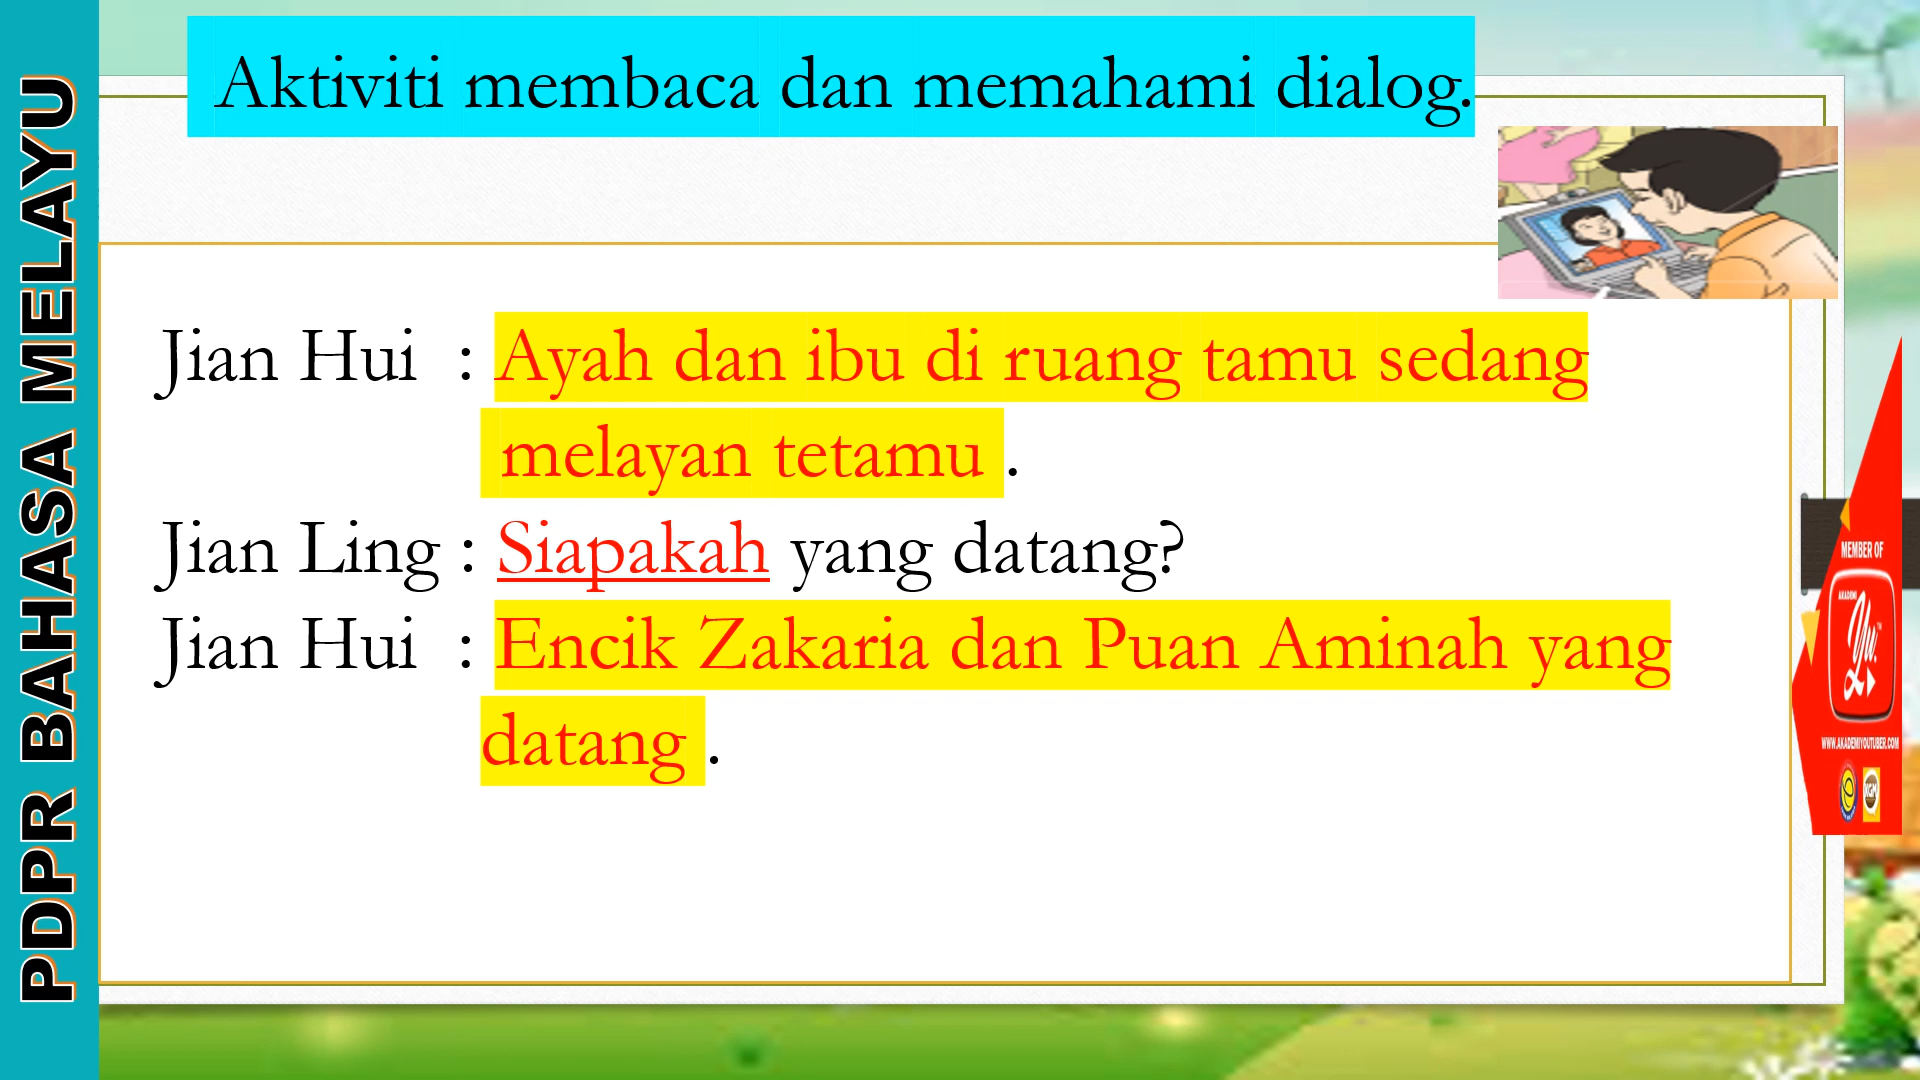 Aktiviti membaca dan memahami dialog.
PDPR BAHASA MELAYU
Jian Hui : Ayah dan ibu di ruang tamu sedang
melayan tetamu .
Jian Ling : Siapakah yang datang?
Jian Hui : Encik Zakaria dan Puan Aminah yang
datang .
MEMBER OF
AKADEMI
Yu
WWW.AKADEMIYOUTUBER.COM